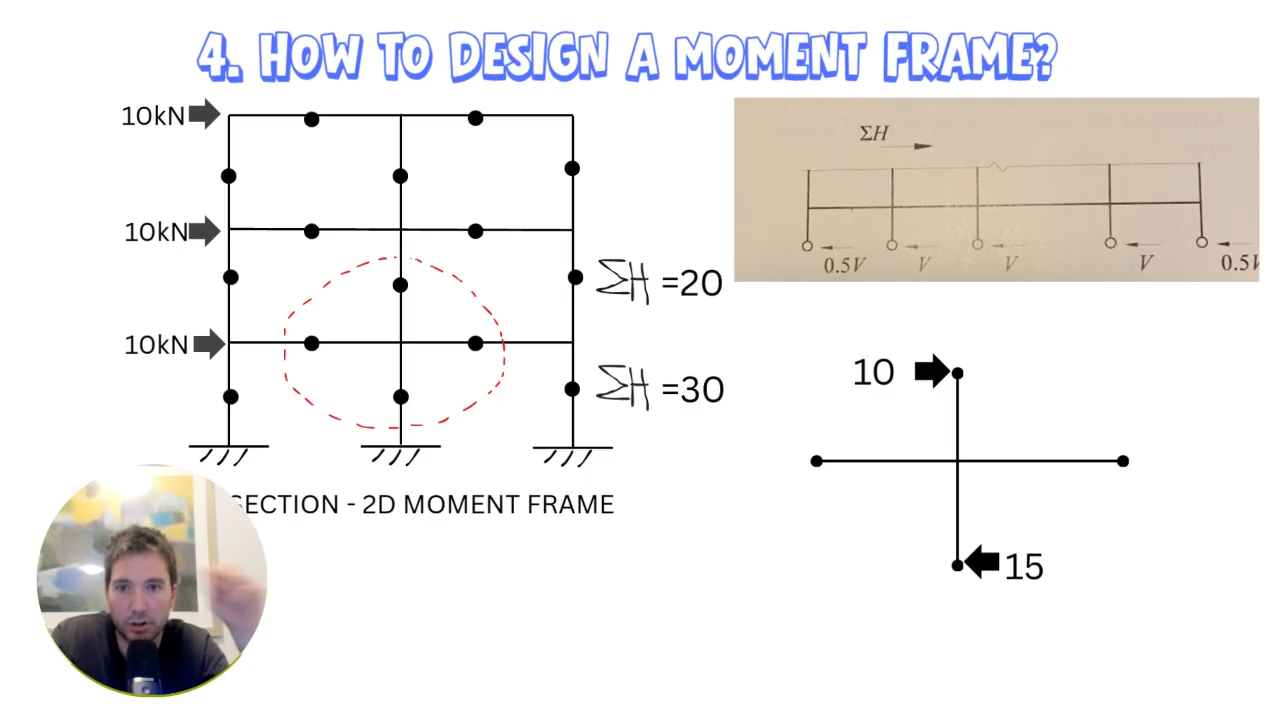 4. HOW TO DESIGN A MOMENT FRAME?
10kN
10kN
10kN
ΣH =20
ΣH =30
SECTION - 2D MOMENT FRAME
ΣH
0.5V
V
V
V
0.5V
10
15